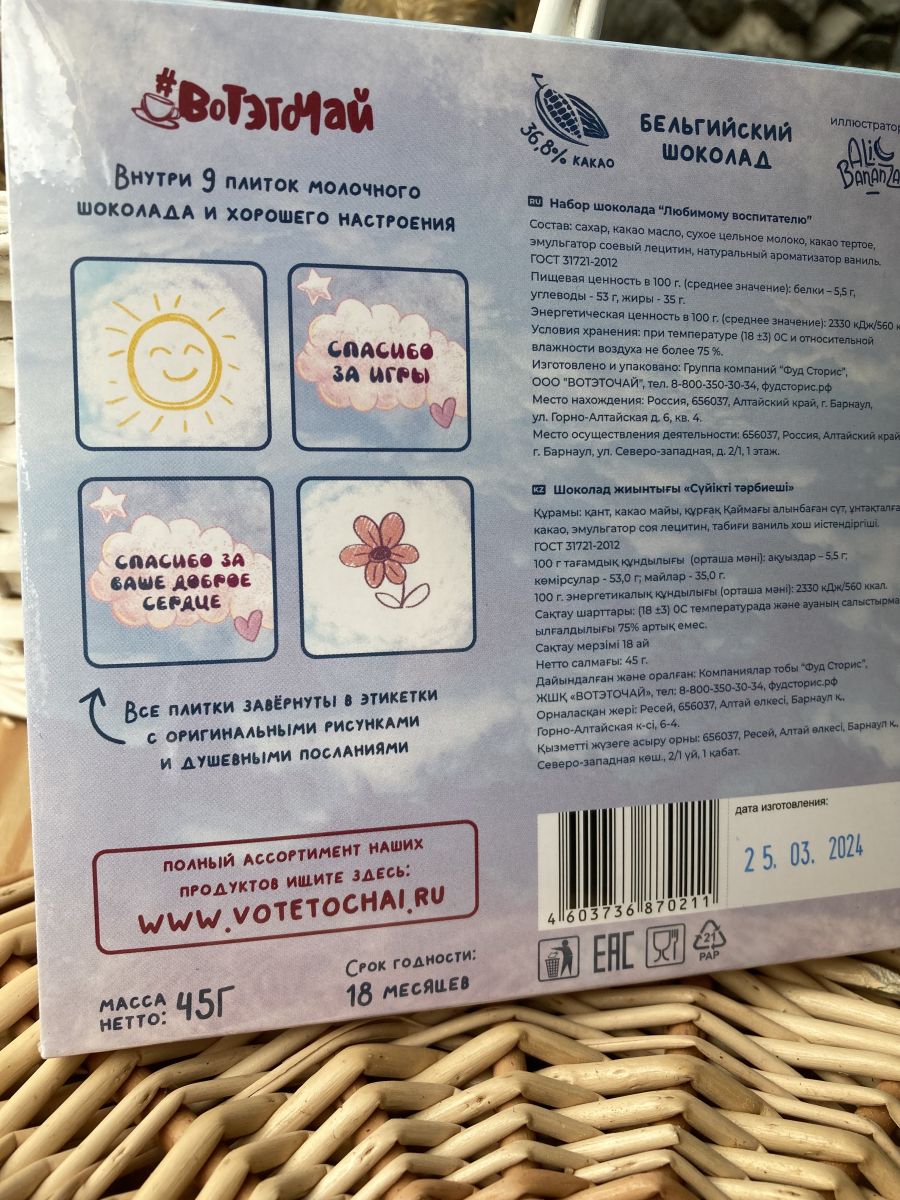 #ВотэтоЧай
Внутри 9 плиток молочного
шоколада и хорошего настроения
Спасибо
за игры
Спасибо за
ваше доброе
сердце
Все плитки завёрнуты в этикетки
с оригинальными рисунками
и душевными посланиями
полный ассортимент наших
продуктов ищите здесь:
www.votetochai.ru
масса
нетто: 45г
Срок годности:
18 месяцев
36,8% какао
Бельгийский
шоколад
иллюстратор
Ali
Bananza
RU Набор шоколада “Любимому воспитателю”
Состав: сахар, какао масло, сухое цельное молоко, какао тертое,
эмульгатор соевый лецитин, натуральный ароматизатор ваниль.
ГОСТ 31721-2012
Пищевая ценность в 100 г. (среднее значение): белки – 5,5 г,
углеводы - 53 г, жиры - 35 г.
Энергетическая ценность в 100 г. (среднее значение): 2330 кДж/560 к
Условия хранения: при температуре (18 ±3) 0С и относительной
влажности воздуха не более 75 %.
Изготовлено и упаковано: Группа компаний “Фуд Сторис”,
ООО "ВОТЭТОЧАЙ", тел. 8-800-350-30-34, фудсторис.рф
Место нахождения: Россия, 656037, Алтайский край, г. Барнаул,
ул. Горно-Алтайская д. 6, кв. 4.
Место осуществления деятельности: 656037, Россия, Алтайский край
г. Барнаул, ул. Северо-западная, д. 2/1, 1 этаж.
KZ Шоколад жиынтығы «Сүйікті тәрбиеші»
Құрамы: қант, какао майы, құрғақ Қаймағы алынбаған сүт, ұнтақталға
какао, эмульгатор соя лецитин, табиғи ваниль хош иістендіргіші.
ГОСТ 31721-2012
100 г тағамдық құндылығы (орташа мәні): ақуыздар – 5,5 г;
көмірсулар - 53,0 г; майлар - 35,0 г.
100 г. энергетикалық құндылығы (орташа мәні): 2330 кДж/560 ккал.
Сақтау шарттары: (18 ±3) 0С температурада және ауаның салыстырма
ылғалдылығы 75% артық емес.
Сақтау мерзімі 18 ай
Нетто салмағы: 45 г.
Дайындалған және оралған: Компаниялар тобы “Фуд Сторис”,
ЖШҚ «ВОТЭТОЧАЙ», тел: 8-800-350-30-34, фудсторис.рф
Орналасқан жері: Ресей, 656037, Алтай өлкесі, Барнаул қ,
Горно-Алтайская к-сі, 6-4.
Қызметті жүзеге асыру орны: 656037, Ресей, Алтай өлкесі, Барнаул қ,
Северо-западная көш., 2/1 үй, 1 қабат.
дата изготовления:
25. 03. 2024
4 603736 870211
EAC
21
PAP